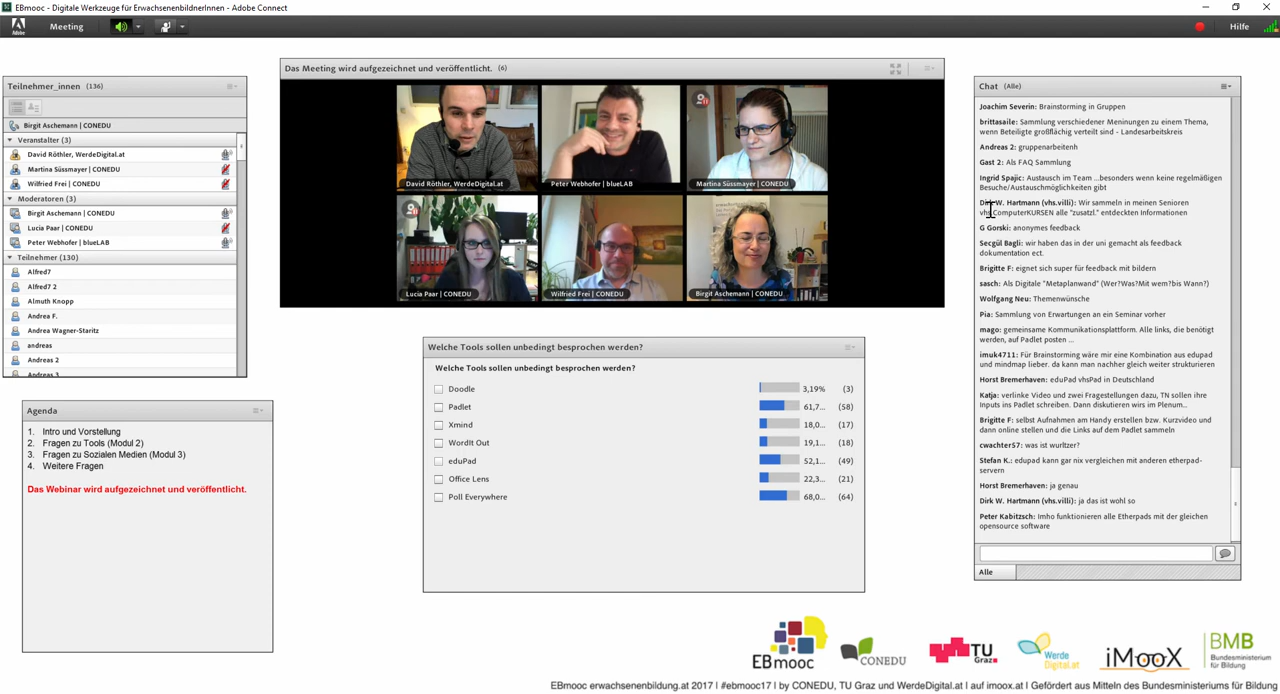 EBmooc - Digitale Werkzeuge für ErwachsenenbildnerInnen - Adobe Connect
Adobe
Meeting
Hilfe
Teilnehmer_innen (136)
Birgit Aschemann | CONEDU
Veranstalter (3)
David Röthler, WerdeDigital.at
Martina Süssmayer | CONEDU
Wilfried Frei | CONEDU
Moderatoren (3)
Birgit Aschemann | CONEDU
Lucia Paar | CONEDU
Peter Webhofer | blueLAB
Teilnehmer (130)
Alfred7
Alfred7 2
Almuth Knopp
Andrea F.
Andrea Wagner-Staritz
andreas
Andreas 2
Andreas 3
Agenda
1. Intro und Vorstellung
2. Fragen zu Tools (Modul 2)
3. Fragen zu Sozialen Medien (Modul 3)
4. Weitere Fragen
Das Webinar wird aufgezeichnet und veröffentlicht.
Das Meeting wird aufgezeichnet und veröffentlicht. (6)
David Röthler, WerdeDigital.at
Peter Webhofer | blueLAB
Martina Süssmayer | CONEDU
Lucia Paar | CONEDU
Wilfried Frei | CONEDU
Birgit Aschemann | CONEDU
Welche Tools sollen unbedingt besprochen werden?
Welche Tools sollen unbedingt besprochen werden?
Doodle 3,19% (3)
Padlet 61,7... (58)
Xmind 18,0... (17)
WordIt Out 19,1... (18)
eduPad 52,1... (49)
Office Lens 22,3... (21)
Poll Everywhere 68,0... (64)
Chat (Alle)
Joachim Severin: Brainstorming in Gruppen
brittasaile: Sammlung verschiedener Meninungen zu einem Thema,
wenn Beteiligte großflächig verteilt sind - Landesarbeitskreis
Andreas 2: gruppenarbeitenh
Gast 2: Als FAQ Sammlung
Ingrid Spajic: Austausch im Team ...besonders wenn keine regelmäßigen
Besuche/Austauschmöglichkeiten gibt
Dirk W. Hartmann (vhs.villi): Wir sammeln in meinen Senioren
vhs.ComputerKURSEN alle "zusatzl." entdeckten Informationen
G Gorski: anonymes feedback
Secgül Bagli: wir haben das in der uni gemacht als feedback
dokumentation ect.
Brigitte F: eignet sich super für feedback mit bildern
sasch: Als Digitale "Metaplanwand" (Wer?Was?Mit wem?bis Wann?)
Wolfgang Neu: Themenwünsche
Pia: Sammlung von Erwartungen an ein Seminar vorher
mago: gemeinsame Kommunikationsplattform. Alle links, die benötigt
werden, auf Padlet posten ...
imuk4711: Für Brainstorming wäre mir eine Kombination aus edupad
und mindmap lieber. da kann man nachher gleich weiter strukturieren
Horst Bremerhaven: eduPad vhsPad in Deutschland
Katja: verlinke Video und zwei Fragestellungen dazu, TN sollen ihre
Inputs ins Padlet schreiben. Dann diskutieren wirs im Plenum...
Brigitte F: selbst Aufnahmen am Handy erstellen bzw. Kurzvideo und
dann online stellen und die Links auf dem Padlet sammeln
cwachter57: was ist wurltzer?
Stefan K.: edupad kann gar nix vergleichen mit anderen etherpad-
servern
Horst Bremerhaven: ja genau
Dirk W. Hartmann (vhs.villi): ja das ist wohl so
Peter Kabitzsch: Imho funktionieren alle Etherpads mit der gleichen
opensource software
Alle
EBmooc
CONEDU
TU
Graz
Werde
Digital.at
iMooX
BMB
Bundesministerium
für Bildung
EBmooc erwachsenenbildung.at 2017 | #ebmooc17 | by CONEDU, TU Graz und WerdeDigital.at | auf imoox.at | Gefördert aus Mitteln des Bundesministeriums für Bildung